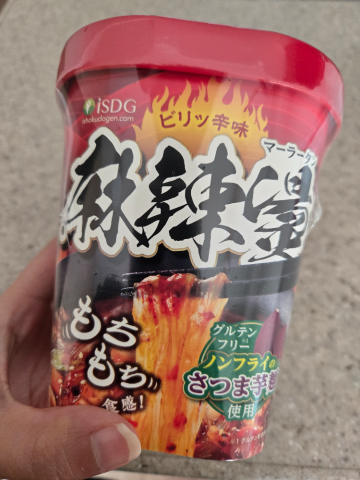 iSDG
ishokudogen.com
ピリッ辛味
マーラータン
麻辣湯
もち
もち
食感!
グルテン
フリー
ノンフライの
さつま芋麺
使用